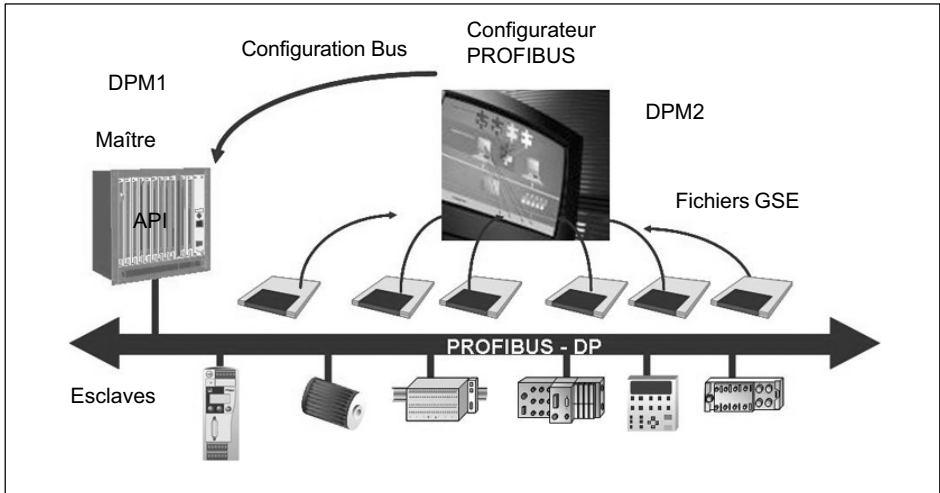 Configurateur
PROFIBUS
Configuration Bus
DPM1
DPM2
Maître
API
Fichiers GSE
PROFIBUS - DP
Esclaves